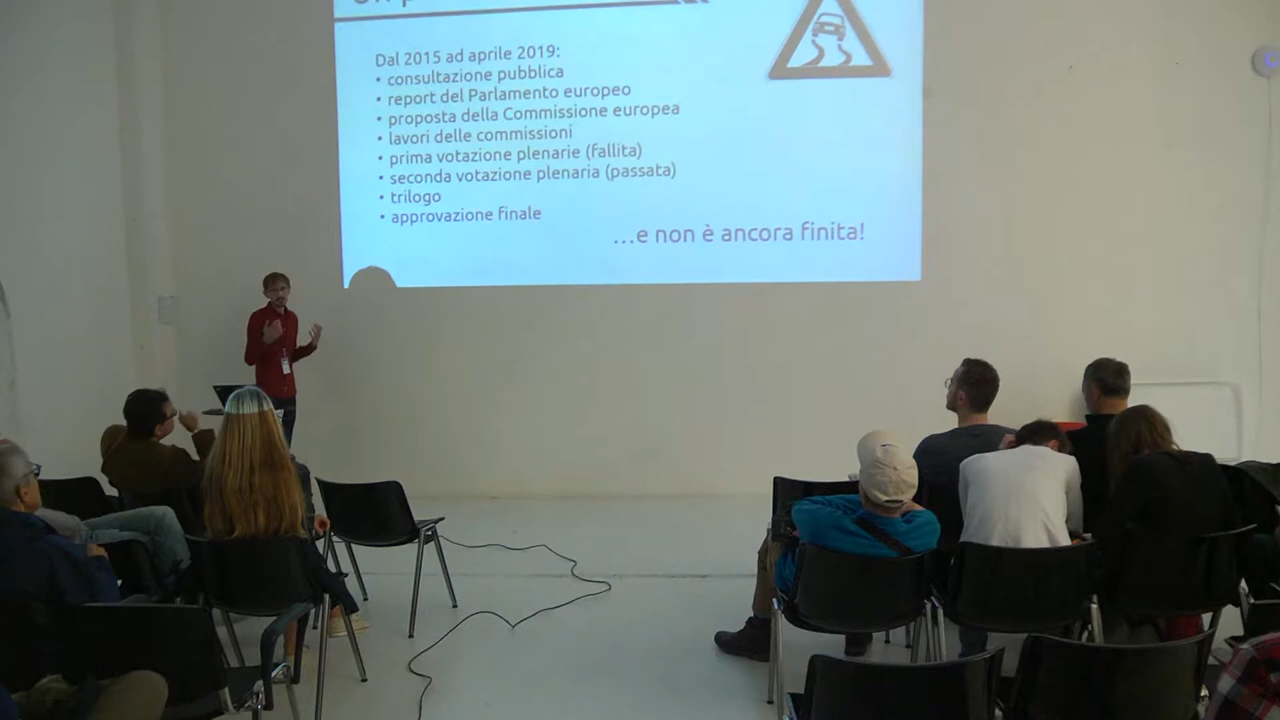 Dal 2015 ad aprile 2019:
• consultazione pubblica
• report del Parlamento europeo
• proposta della Commissione europea
• lavori delle commissioni
• prima votazione plenarie (fallita)
• seconda votazione plenaria (passata)
• trilogo
• approvazione finale
...e non è ancora finita!